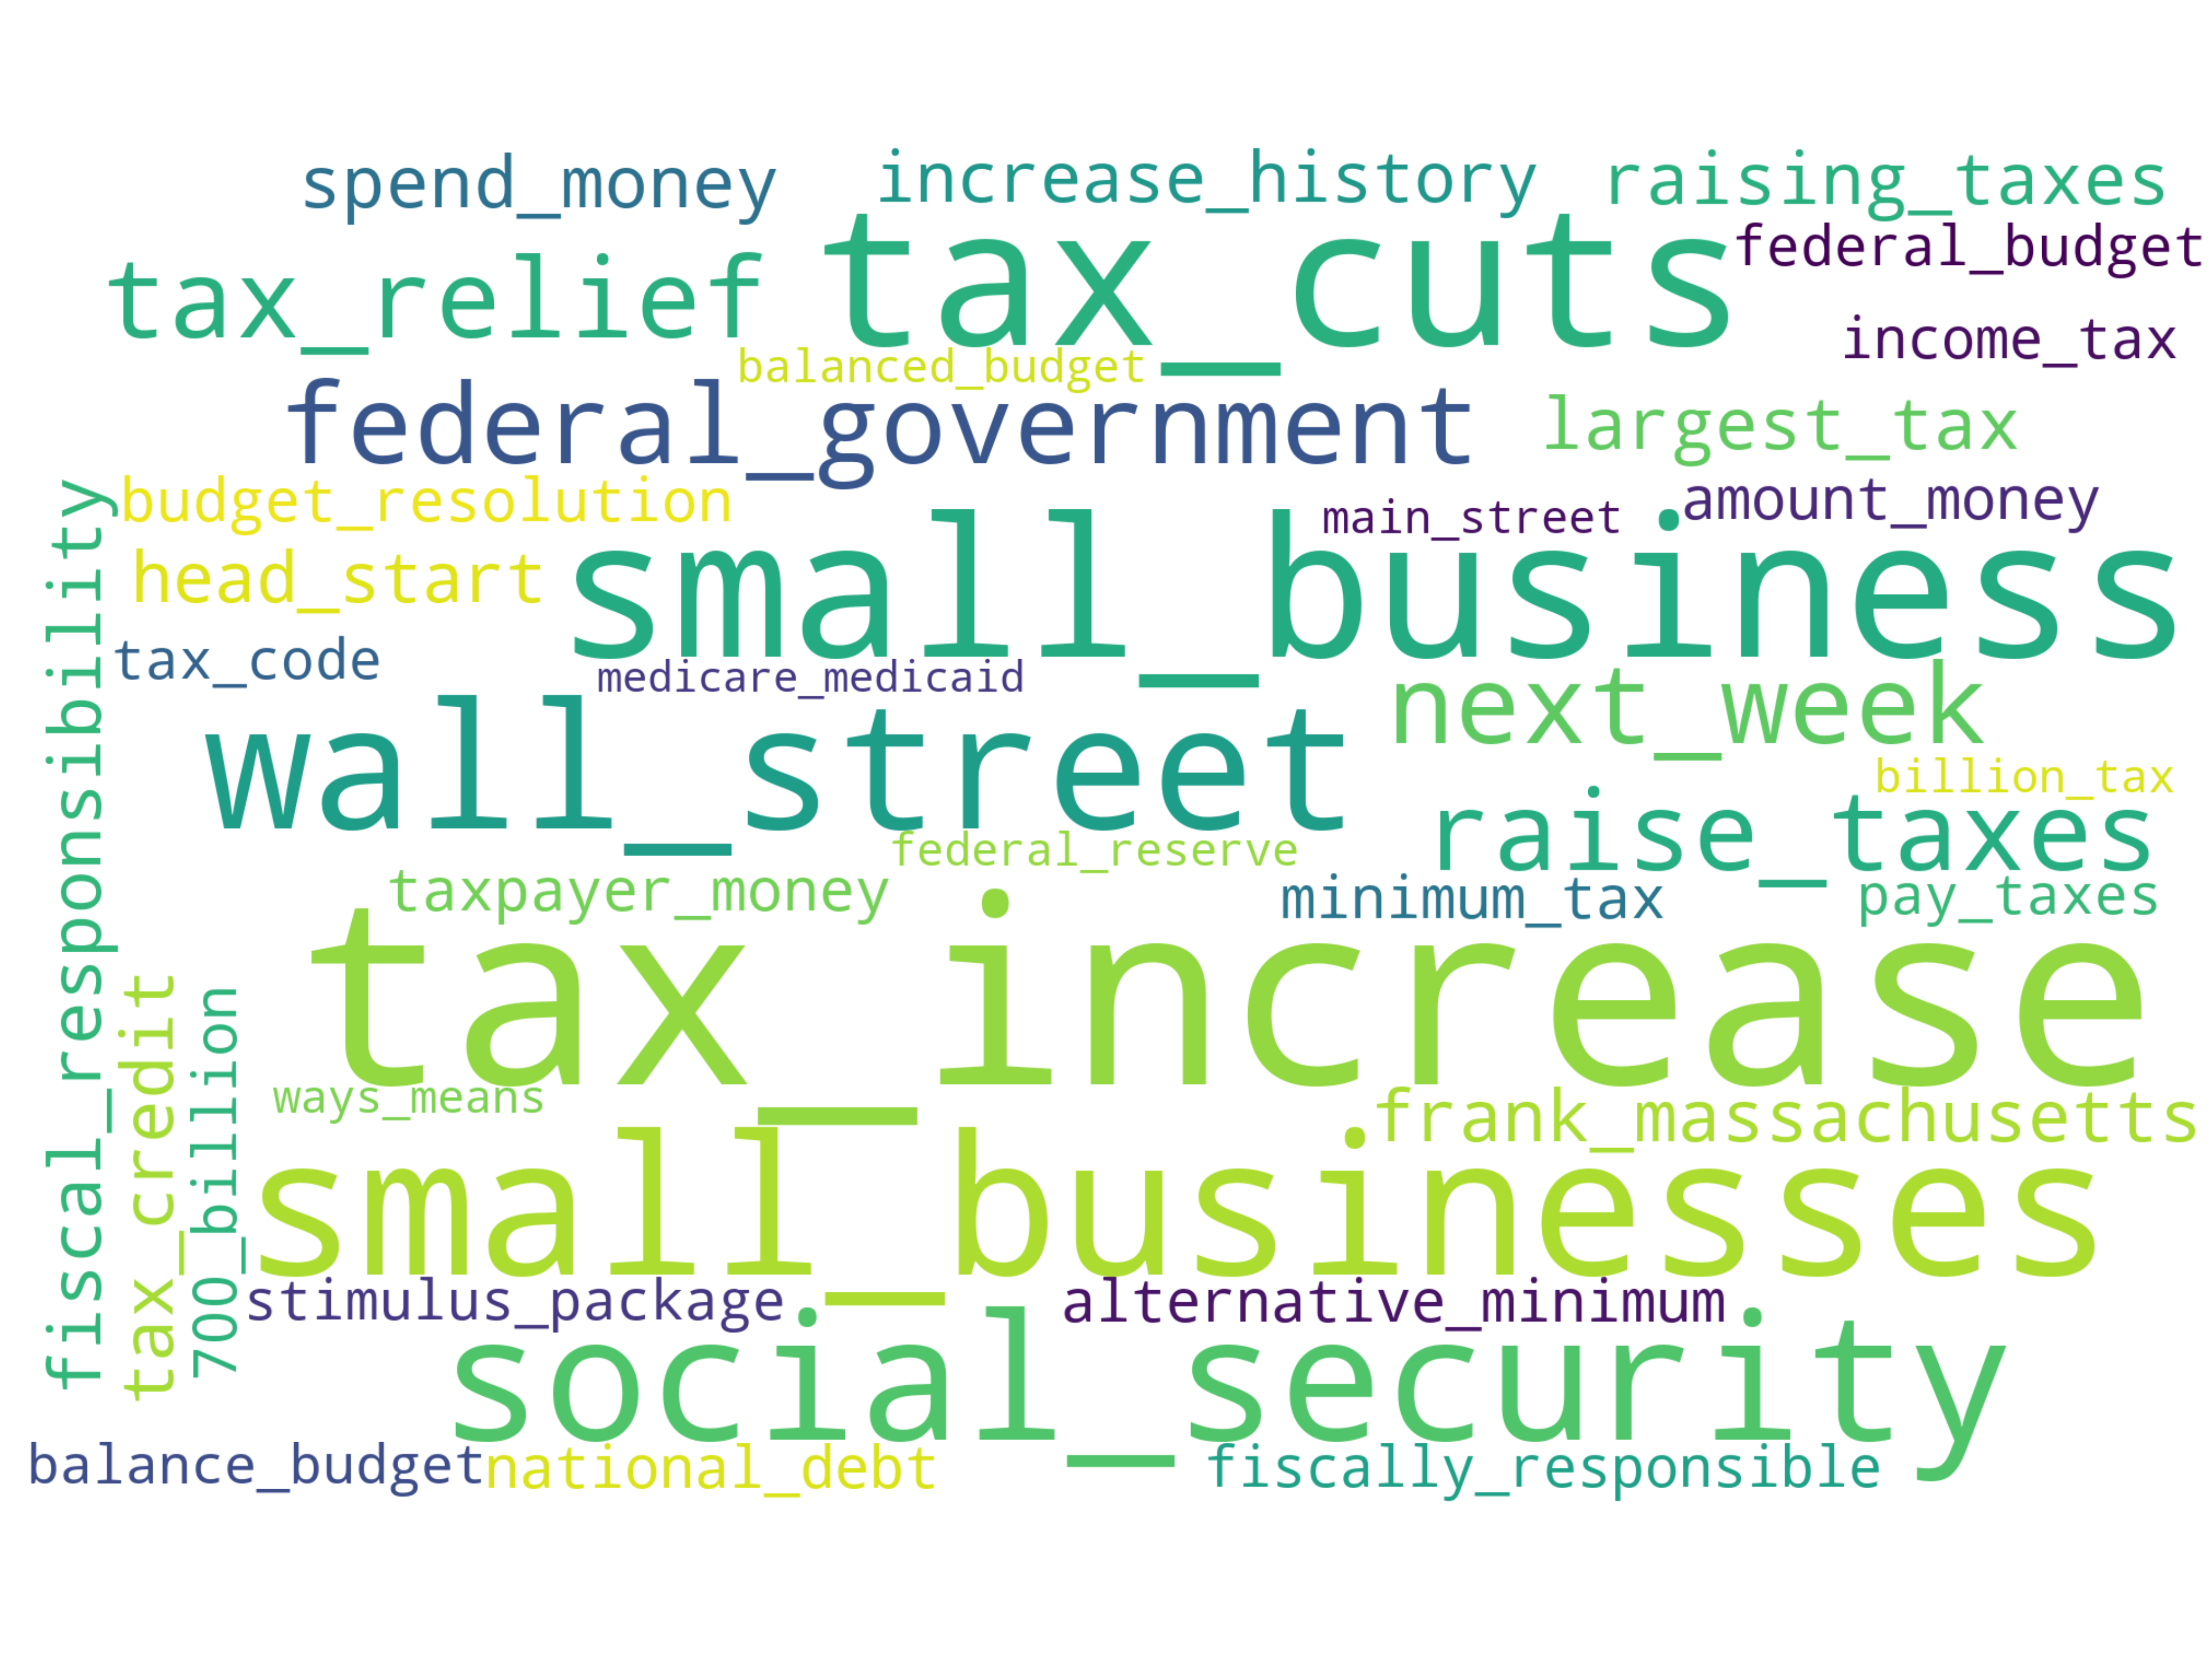 spend_money increase_history raising_taxes
tax_relief tax_cuts federal_budget
income_tax
balanced_budget
federal_government largest_tax
budget_resolution main_street amount_money
head_start small_business
tax_code medicare_medicaid next_week
wall_street billion_tax
federal_reserve raise_taxes
taxpayer_money minimum_tax pay_taxes
fiscal_responsibility
tax_increase
tax_credit
700_billion
ways_means frank_massachusetts
small_businesses
stimulus_package alternative_minimum
social_security
balance_budget national_debt fiscally_responsible